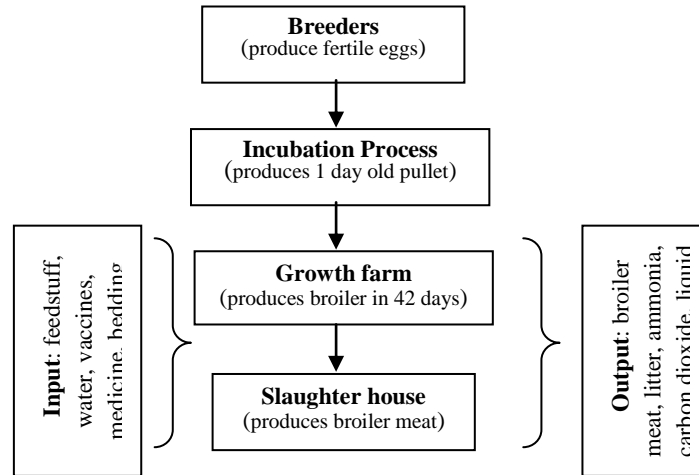 Breeders
(produce fertile eggs)
Incubation Process
(produces 1 day old pullet)
Growth farm
(produces broiler in 42 days)
Slaughter house
(produces broiler meat)
Input: feedstuff,
water, vaccines,
medicine, bedding
Output: broiler
meat, litter, ammonia,
carbon dioxide, liquid